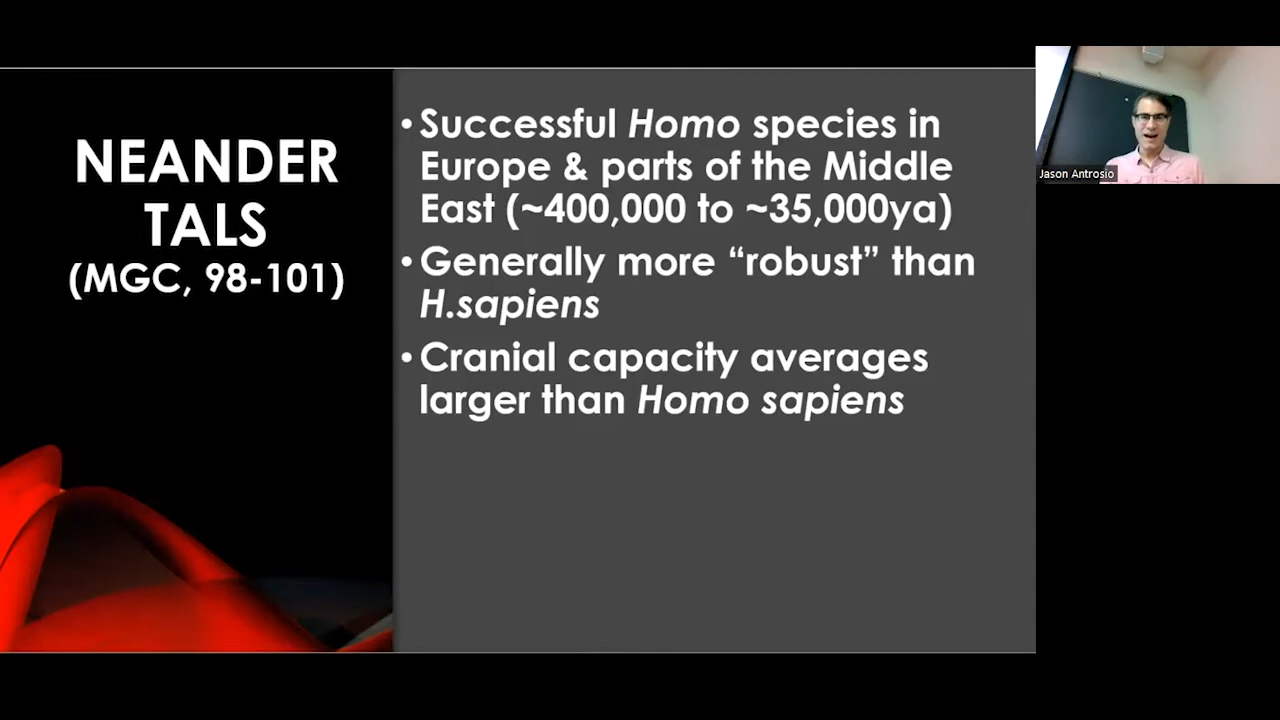 NEANDER
TALS
(MGC, 98-101)
•Successful Homo species in
Europe & parts of the Middle
East (~400,000 to ~35,000ya)
•Generally more “robust” than
H.sapiens
•Cranial capacity averages
larger than Homo sapiens
Jason Antrosio